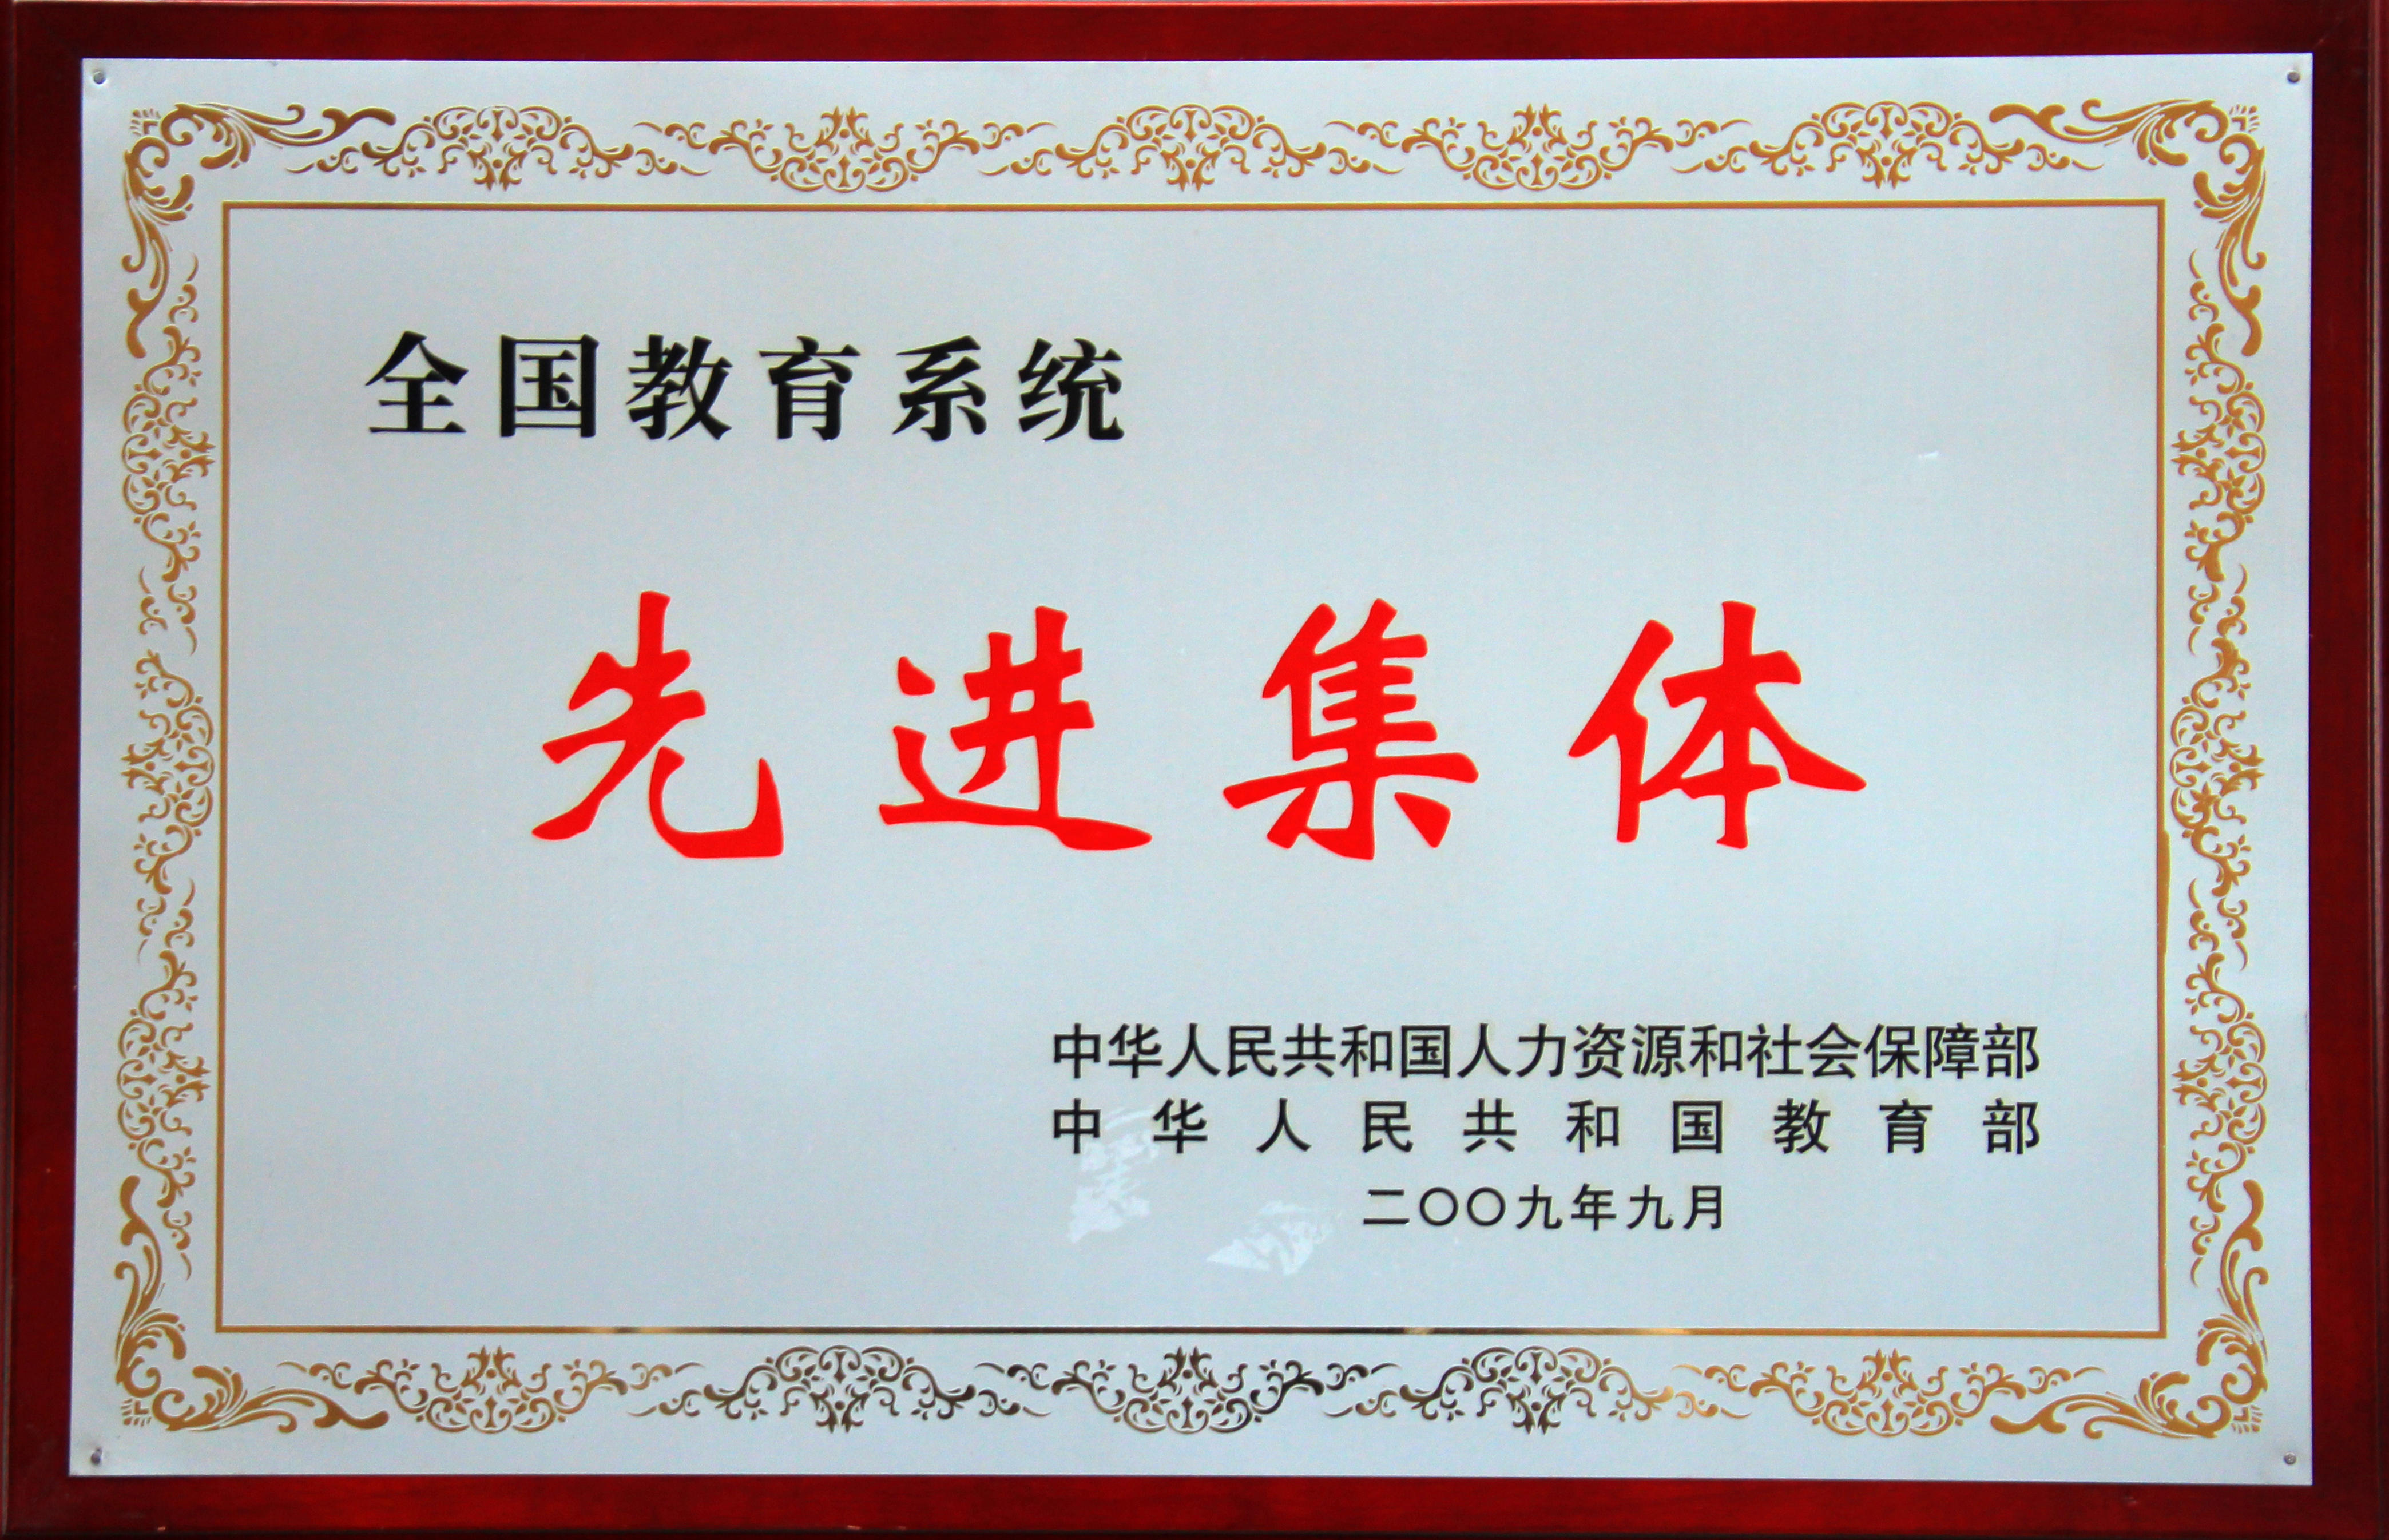 全国教育系统
先进集体
中华人民共和国人力资源和社会保障部
中华人民共和国教育部
二〇〇九年九月